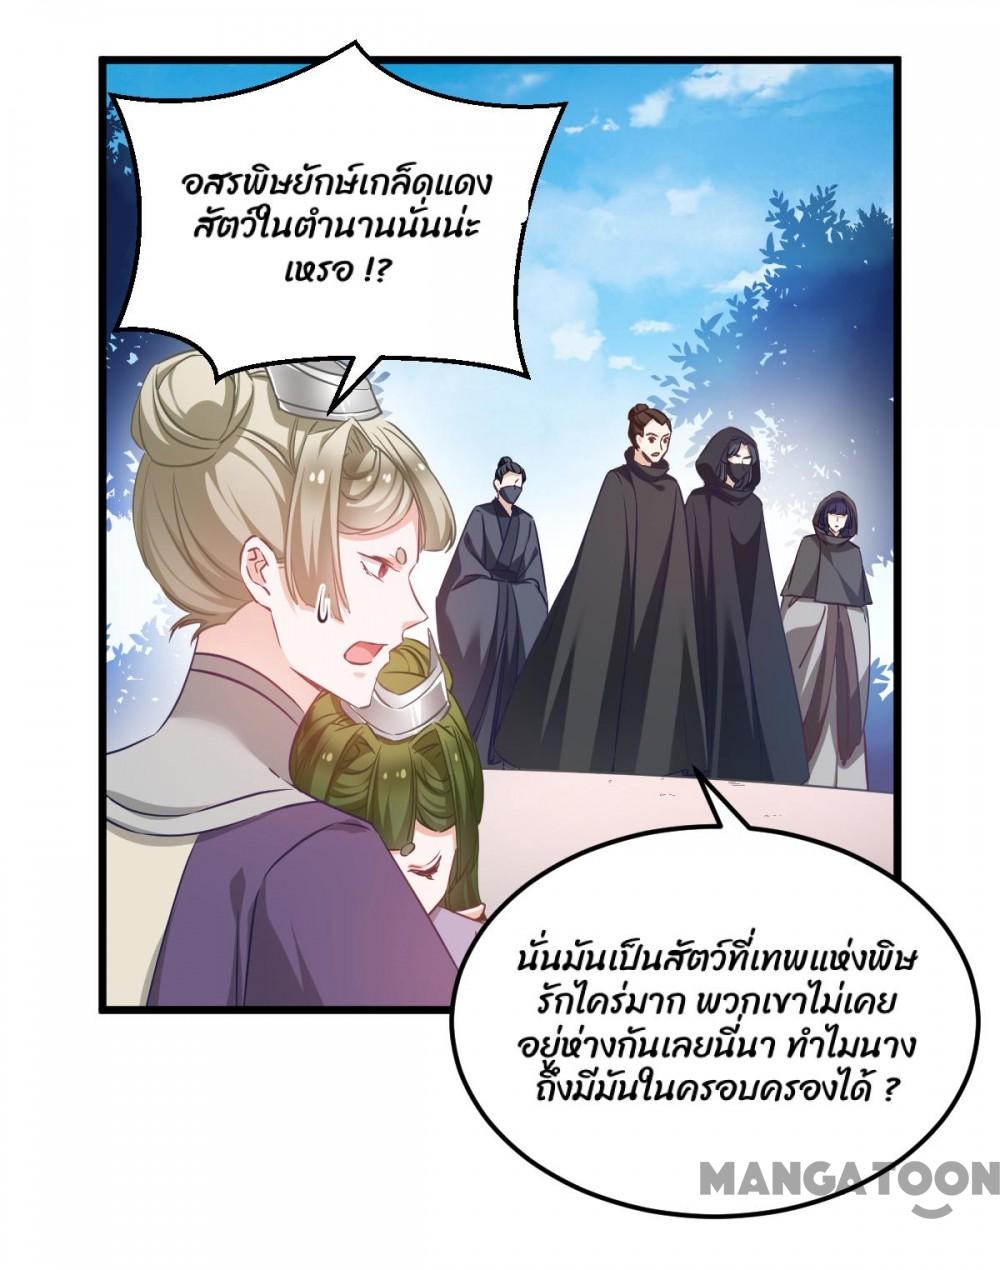 อสรพิษยักษ์เกล็ดแดง
สัตว์ในตำนานนั่นน่ะ
เหรอ !?
นั่นมันเป็นสัตว์ที่เทพแห่งพิษ
รักใคร่มาก พวกเขาไม่เคย
อยู่ห่างกันเลยนี่นา ทำไมนาง
ถึงมีมันในครอบครองได้ ?
MANGATOON